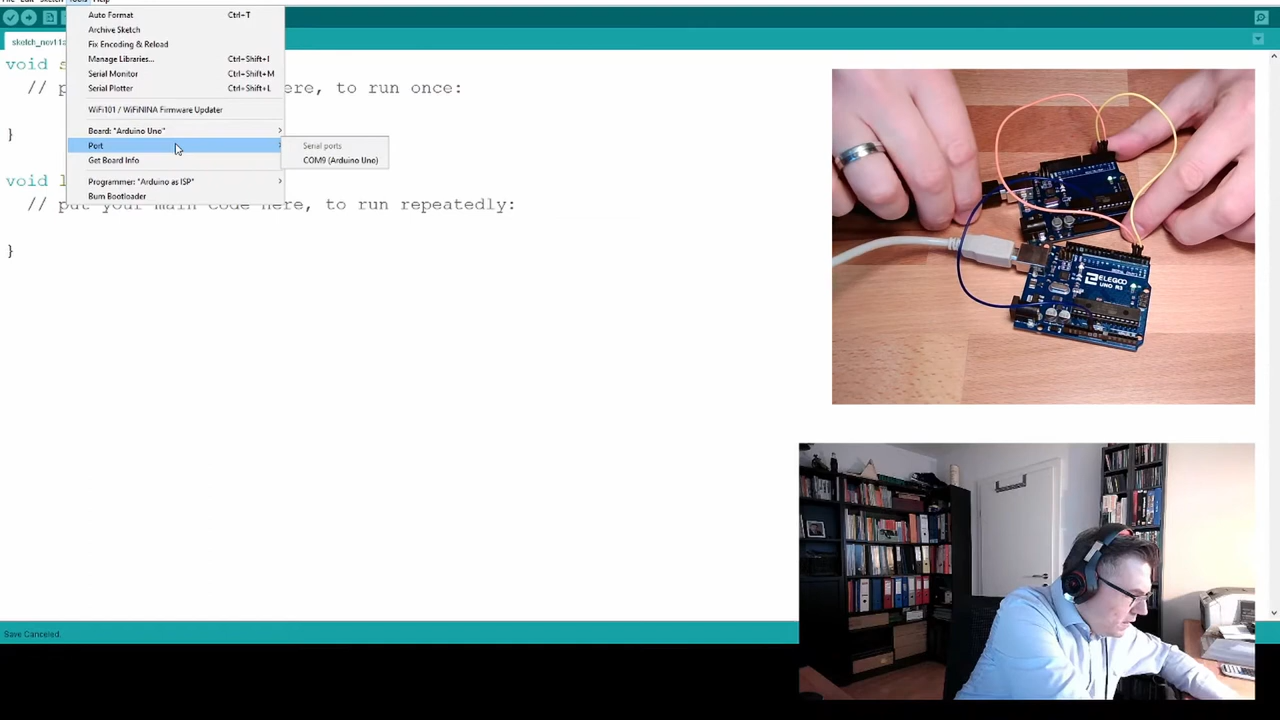 Tools Help
Auto Format Ctrl+T
sketch_nov11a
Archive Sketch
Fix Encoding & Reload
Manage Libraries... Ctrl+Shift+I
Serial Monitor Ctrl+Shift+M
Serial Plotter Ctrl+Shift+L
WiFi101 / WiFiNINA Firmware Updater
Board: "Arduino Uno"
Port
Get Board Info
Programmer: "Arduino as ISP"
Burn Bootloader
Serial ports
COM9 (Arduino Uno)
void s
// p ere, to run once:
}
void l
// put your main code here, to run repeatedly:
}
Save Canceled.
ELEGOO
UNO R3